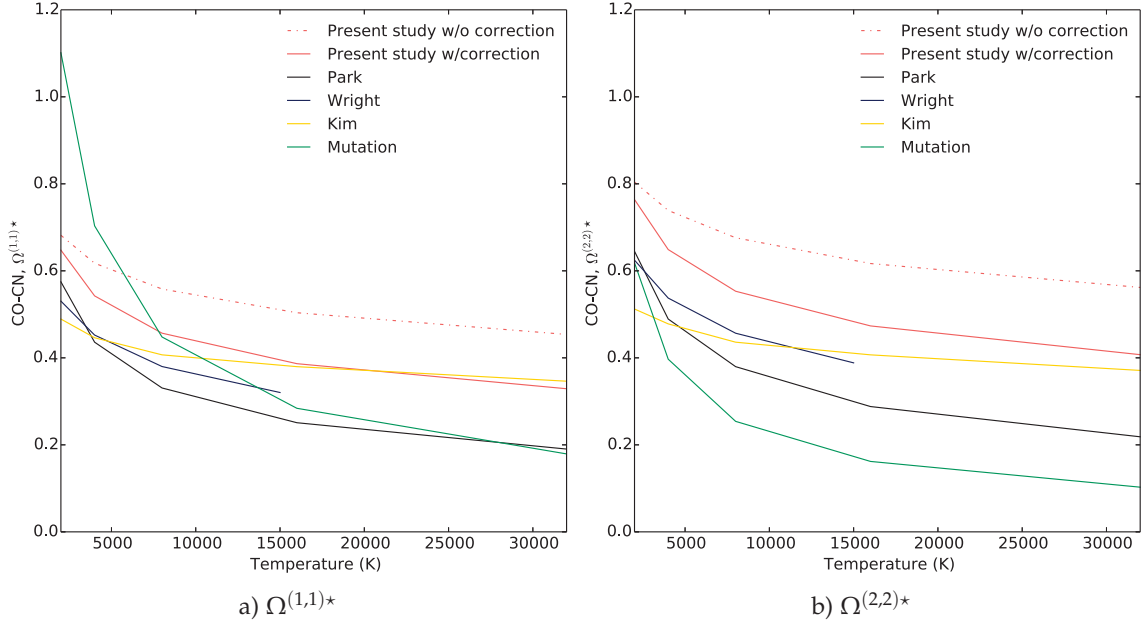 1.2
1.0
0.8
0.6
0.4
0.2
0.0
CO-CN, Ω(1,1)⋆
Present study w/o correction
Present study w/correction
Park
Wright
Kim
Mutation
5000 10000 15000 20000 25000 30000
Temperature (K)
a) Ω(1,1)⋆
1.2
1.0
0.8
0.6
0.4
0.2
0.0
CO-CN, Ω(2,2)⋆
Present study w/o correction
Present study w/correction
Park
Wright
Kim
Mutation
5000 10000 15000 20000 25000 30000
Temperature (K)
b) Ω(2,2)⋆